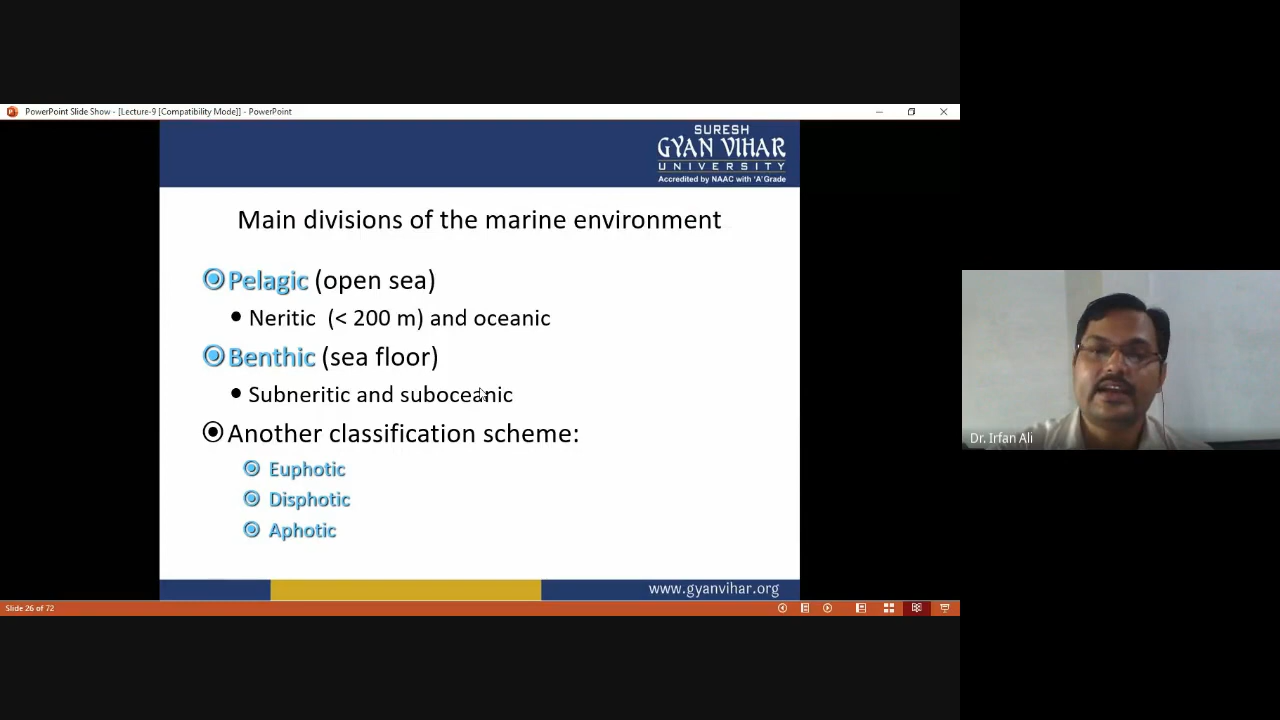 PowerPoint Slide Show - [Lecture-9 [Compatibility Mode]] - PowerPoint
SURESH
GYAN VIHAR
UNIVERSITY
Accredited by NAAC with 'A' Grade
Main divisions of the marine environment
Pelagic (open sea)
• Neritic (< 200 m) and oceanic
Benthic (sea floor)
• Subneritic and suboceanic
Another classification scheme:
Euphotic
Disphotic
Aphotic
www.gyanvihar.org
Slide 26 of 72
Dr. Irfan Ali